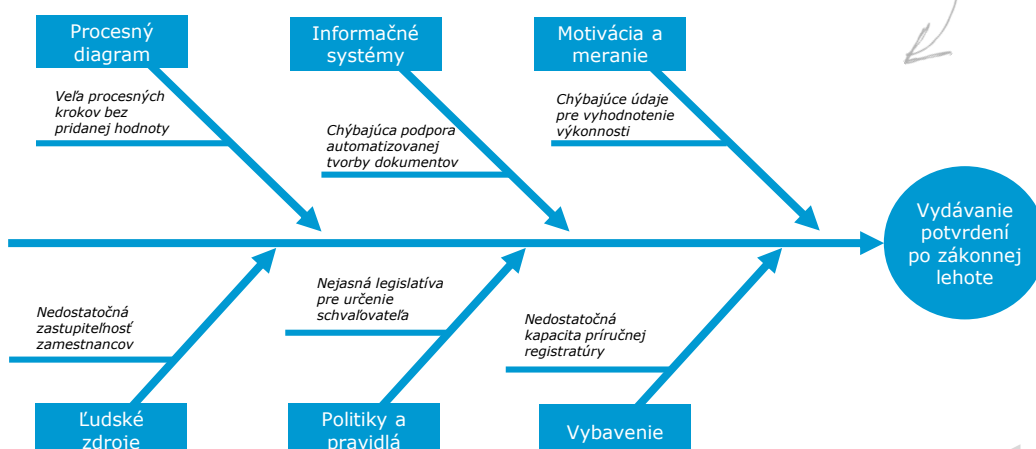 Procesný
diagram
Informačné
systémy
Motivácia a
meranie
Veľa procesných
krokov bez
pridanej hodnoty
Chýbajúca podpora
automatizovanej
tvorby dokumentov
Chýbajúce údaje
pre vyhodnotenie
výkonnosti
Vydávanie
potvrdení
po zákonnej
lehote
Nedostatočná
zastupiteľnosť
zamestnancov
Nejasná legislatíva
pre určenie
schvaľovateľa
Nedostatočná
kapacita príručnej
registratúry
Ľudské
zdroje
Politiky a
pravidlá
Vybavenie